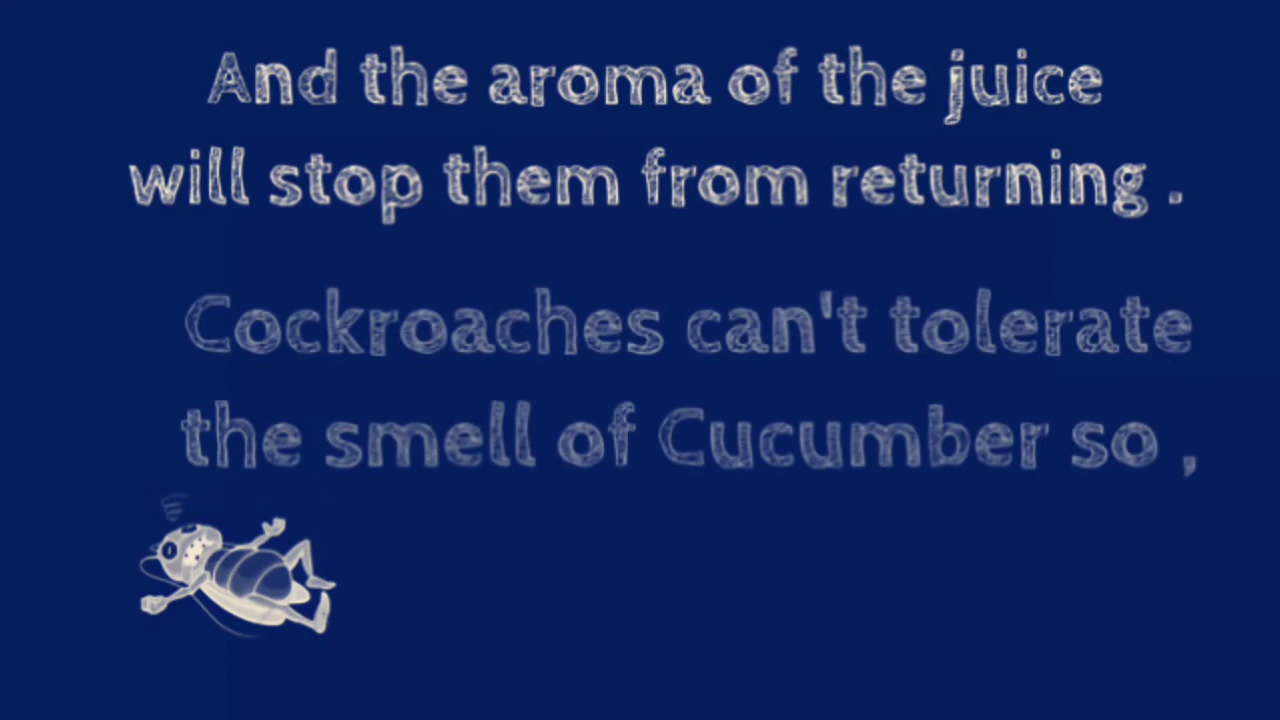 And the aroma of the juice
will stop them from returning .
Cockroaches can't tolerate
the smell of Cucumber so ,